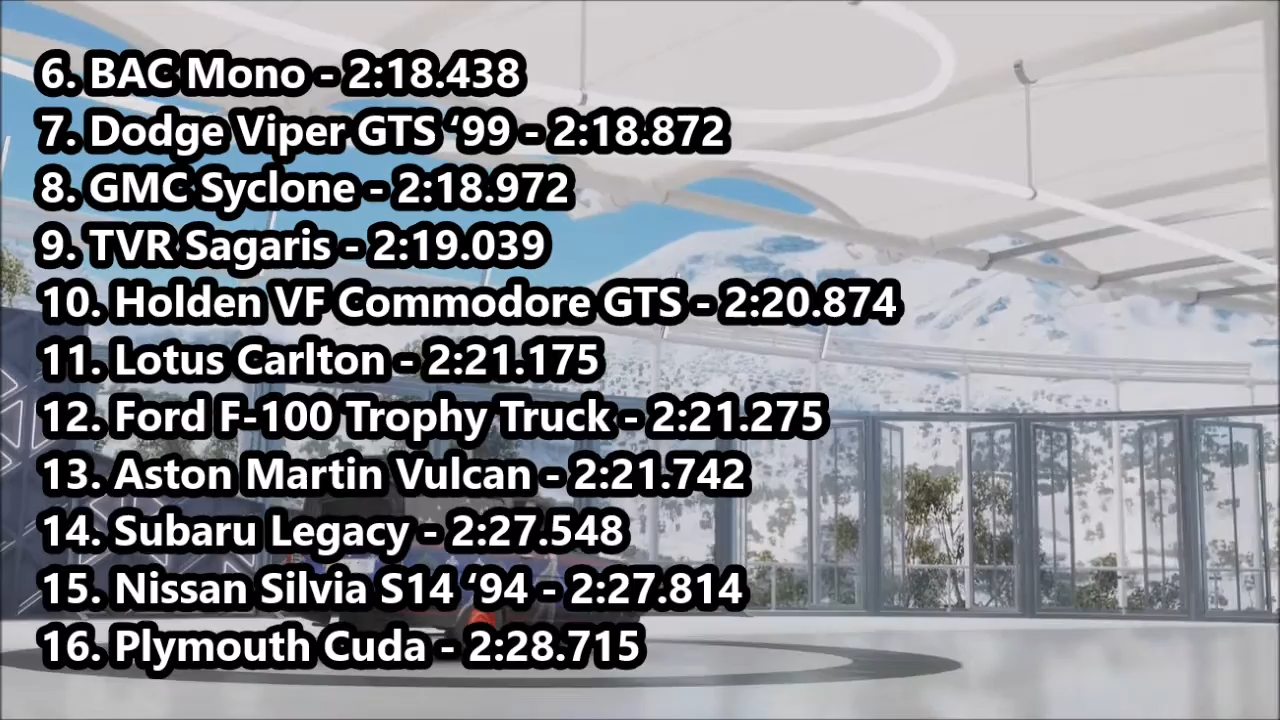 6. BAC Mono - 2:18.438
7. Dodge Viper GTS ‘99 - 2:18.872
8. GMC Syclone - 2:18.972
9. TVR Sagaris - 2:19.039
10. Holden VF Commodore GTS - 2:20.874
11. Lotus Carlton - 2:21.175
12. Ford F-100 Trophy Truck - 2:21.275
13. Aston Martin Vulcan - 2:21.742
14. Subaru Legacy - 2:27.548
15. Nissan Silvia S14 ‘94 - 2:27.814
16. Plymouth Cuda - 2:28.715